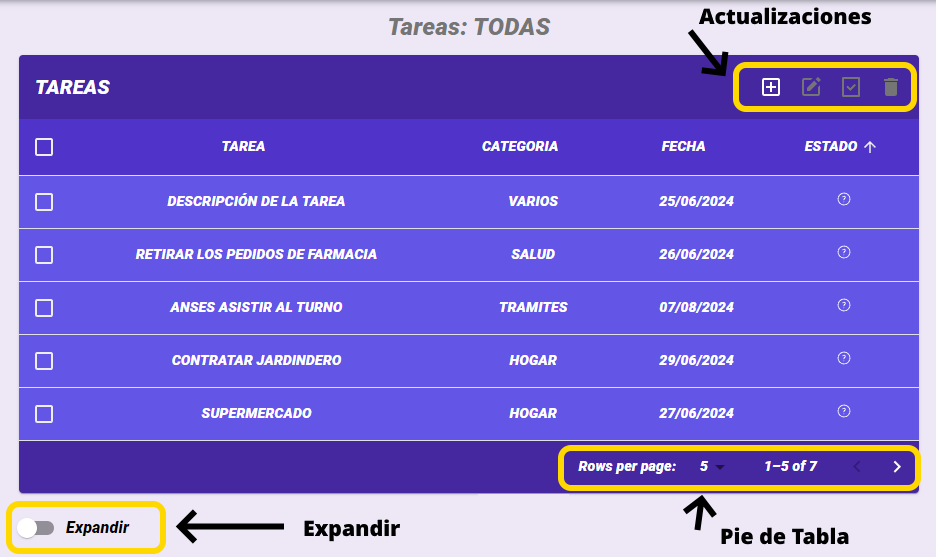 Actualizaciones
Tareas: TODAS
TAREAS
TAREA CATEGORIA FECHA ESTADO
DESCRIPCIÓN DE LA TAREA VARIOS 25/06/2024
RETIRAR LOS PEDIDOS DE FARMACIA SALUD 26/06/2024
ANSES ASISTIR AL TURNO TRAMITES 07/08/2024
CONTRATAR JARDINDERO HOGAR 29/06/2024
SUPERMERCADO HOGAR 27/06/2024
Rows per page: 5 1–5 of 7
Expandir Expandir
Pie de Tabla